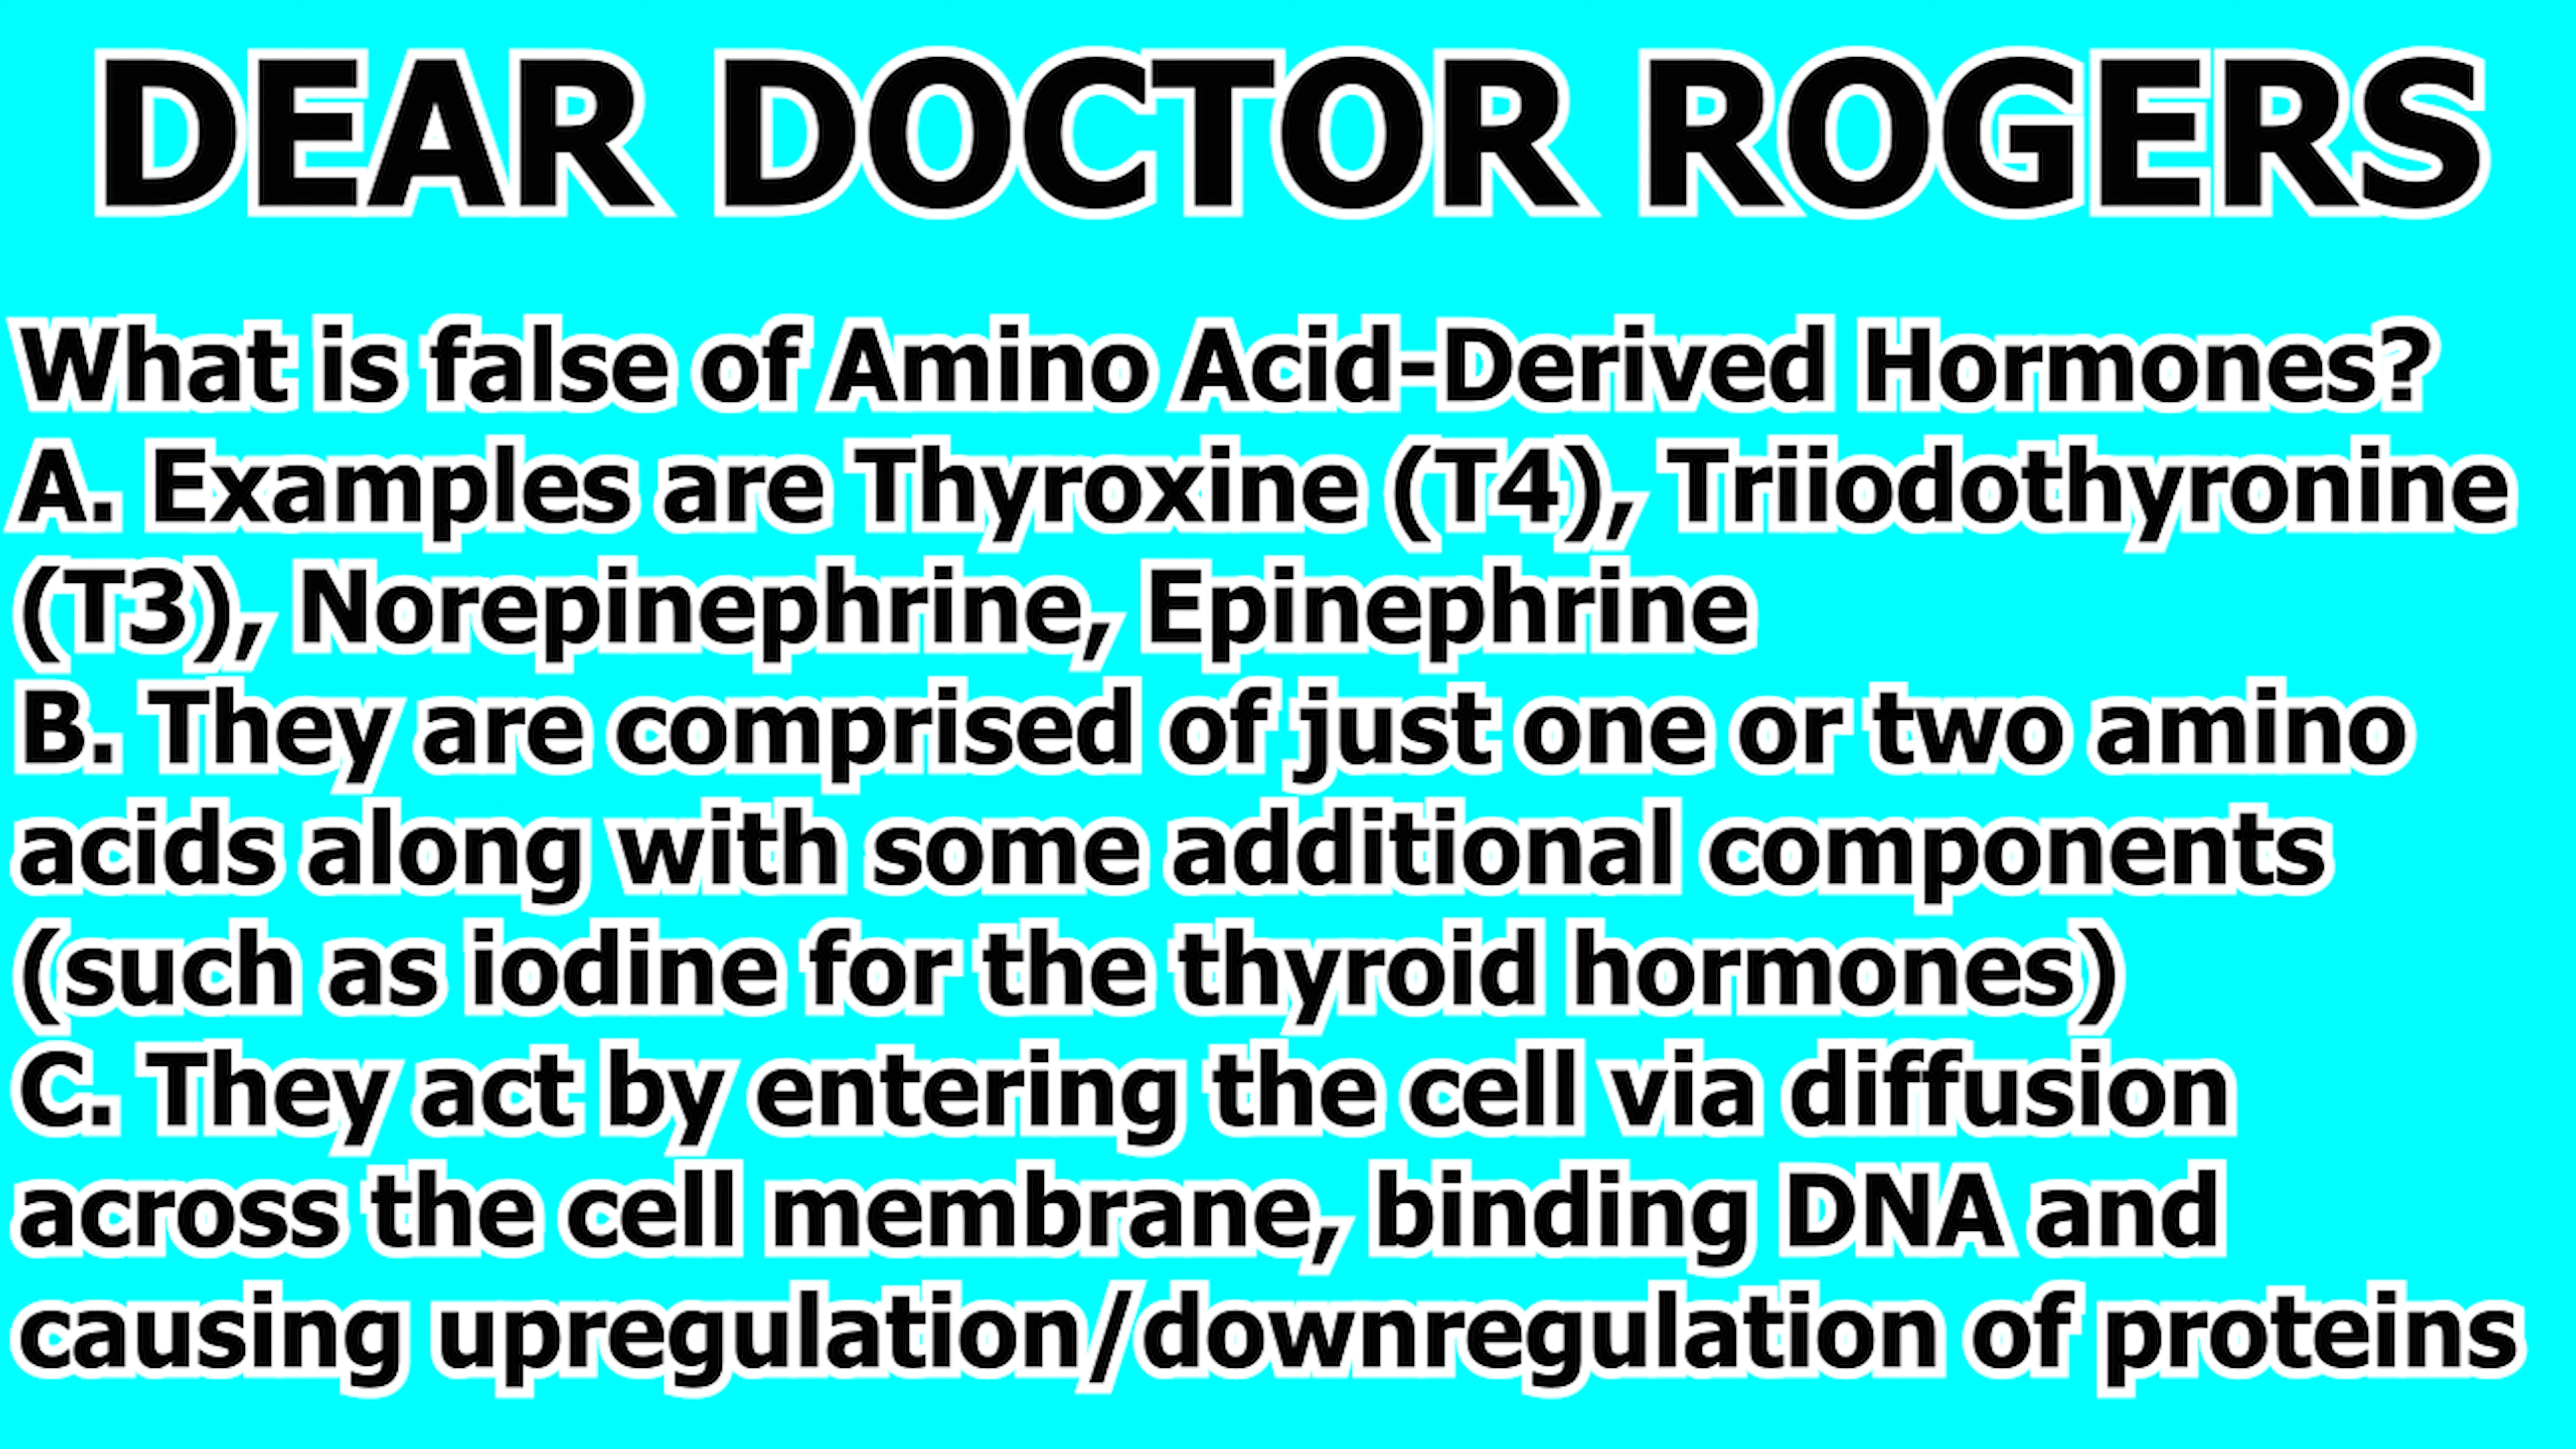 DEAR DOCTOR ROGERS
What is false of Amino Acid-Derived Hormones?
A. Examples are Thyroxine (T4), Triiodothyronine
(T3), Norepinephrine, Epinephrine
B. They are comprised of just one or two amino
acids along with some additional components
(such as iodine for the thyroid hormones)
C. They act by entering the cell via diffusion
across the cell membrane, binding DNA and
causing upregulation/downregulation of proteins